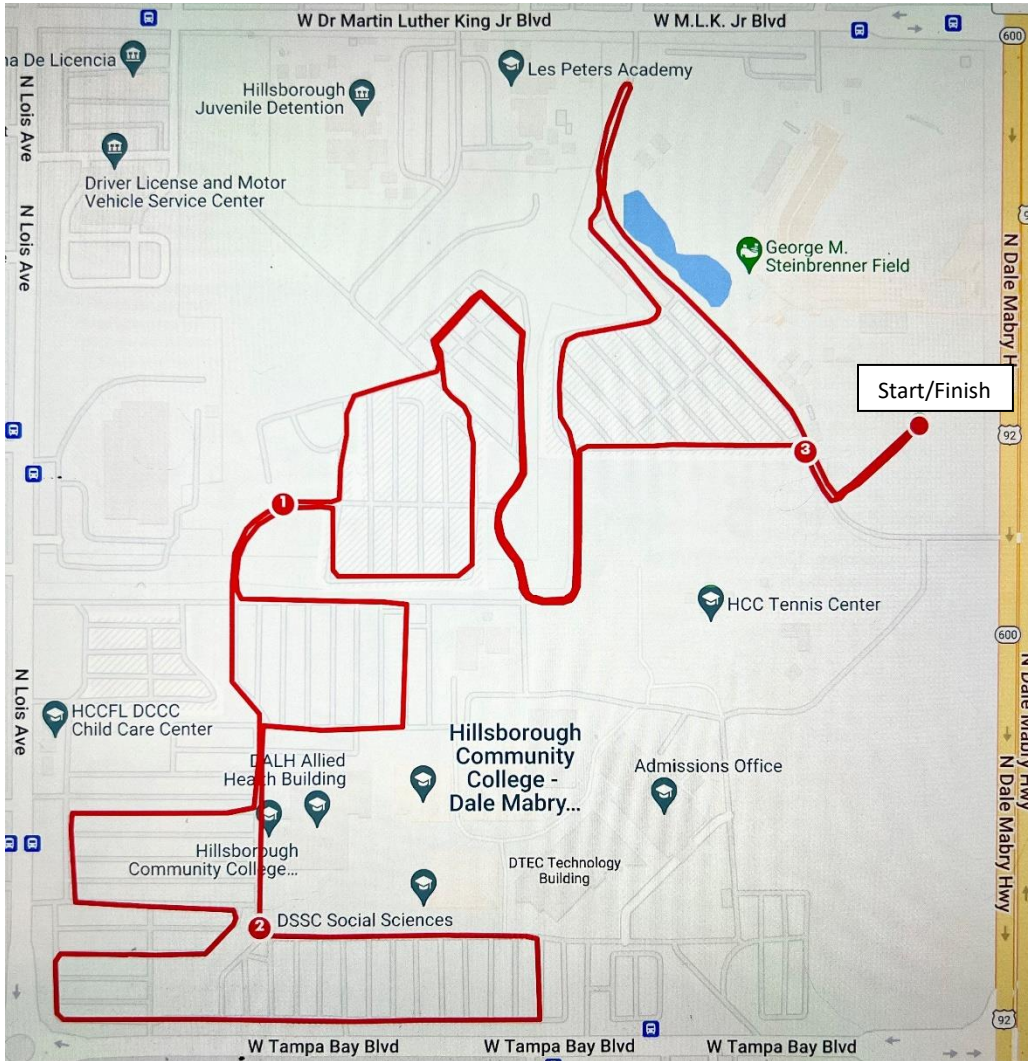 W Dr Martin Luther King Jr Blvd
W M.L.K. Jr Blvd
600
na De Licencia
Les Peters Academy
N Lois Ave
Hillsborough
Juvenile Detention
Driver License and Motor
Vehicle Service Center
N Lois Ave
George M.
Steinbrenner Field
N Dale Mabry H
9
Start/Finish
92
3
1
HCC Tennis Center
600
N Lois Ave
N Dale Mabry Hwy
HCCFL DCCC
Child Care Center
Hillsborough
Community
College -
Dale Mabry...
DALH Allied
Health Building
Admissions Office
N Dale Mabry Hwy
Hillsborough
Community College...
DTEC Technology
Building
2
DSSC Social Sciences
92
W Tampa Bay Blvd
W Tampa Bay Blvd
W Tampa Bay Blvd